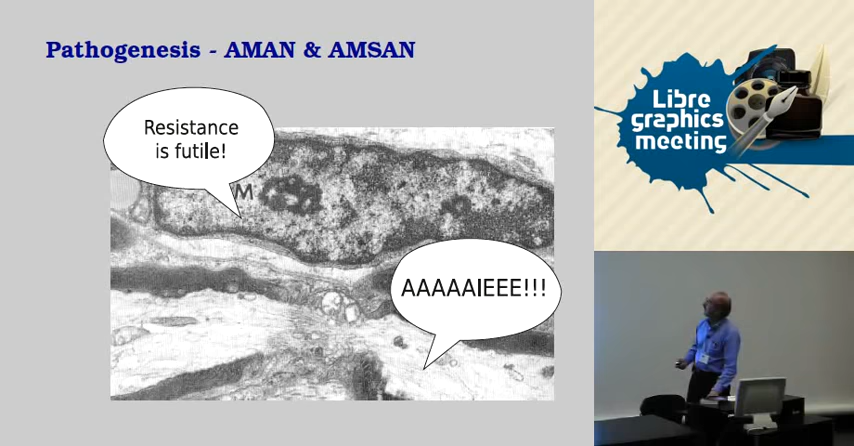 Pathogenesis - AMAN & AMSAN
Resistance
is futile!
M
AAAAAIEEE!!!
Libre
graphics
meeting